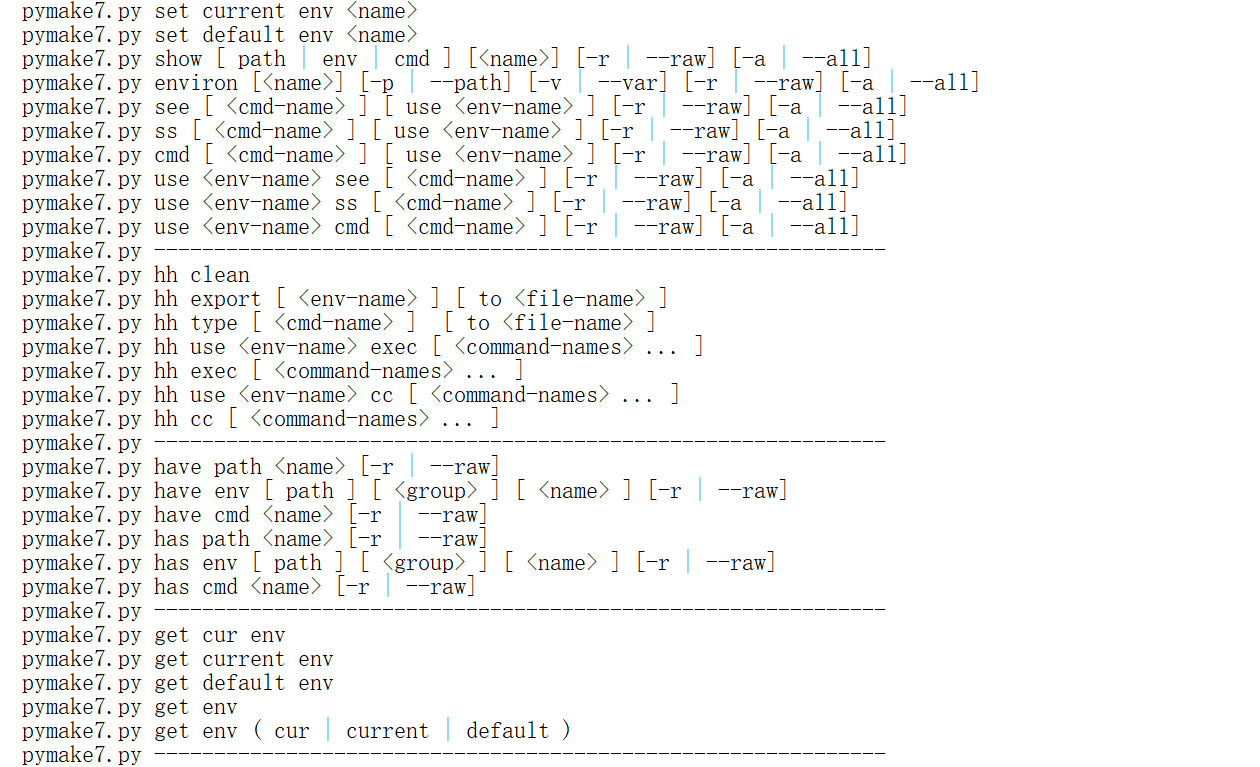 pymake7.py set current env <name>
pymake7.py set default env <name>
pymake7.py show [ path | env | cmd ] [<name>] [-r | --raw] [-a | --all]
pymake7.py environ [<name>] [-p | --path] [-v | --var] [-r | --raw] [-a | --all]
pymake7.py see [ <cmd-name> ] [ use <env-name> ] [-r | --raw] [-a | --all]
pymake7.py ss [ <cmd-name> ] [ use <env-name> ] [-r | --raw] [-a | --all]
pymake7.py cmd [ <cmd-name> ] [ use <env-name> ] [-r | --raw] [-a | --all]
pymake7.py use <env-name> see [ <cmd-name> ] [-r | --raw] [-a | --all]
pymake7.py use <env-name> ss [ <cmd-name> ] [-r | --raw] [-a | --all]
pymake7.py use <env-name> cmd [ <cmd-name> ] [-r | --raw] [-a | --all]
pymake7.py -------------------------------------------------------------
pymake7.py hh clean
pymake7.py hh export [ <env-name> ] [ to <file-name> ]
pymake7.py hh type [ <cmd-name> ]  [ to <file-name> ]
pymake7.py hh use <env-name> exec [ <command-names> ... ]
pymake7.py hh exec [ <command-names> ... ]
pymake7.py hh use <env-name> cc [ <command-names> ... ]
pymake7.py hh cc [ <command-names> ... ]
pymake7.py -------------------------------------------------------------
pymake7.py have path <name> [-r | --raw]
pymake7.py have env [ path ] [ <group> ] [ <name> ] [-r | --raw]
pymake7.py have cmd <name> [-r | --raw]
pymake7.py has path <name> [-r | --raw]
pymake7.py has env [ path ] [ <group> ] [ <name> ] [-r | --raw]
pymake7.py has cmd <name> [-r | --raw]
pymake7.py -------------------------------------------------------------
pymake7.py get cur env
pymake7.py get current env
pymake7.py get default env
pymake7.py get env
pymake7.py get env ( cur | current | default )
pymake7.py -------------------------------------------------------------